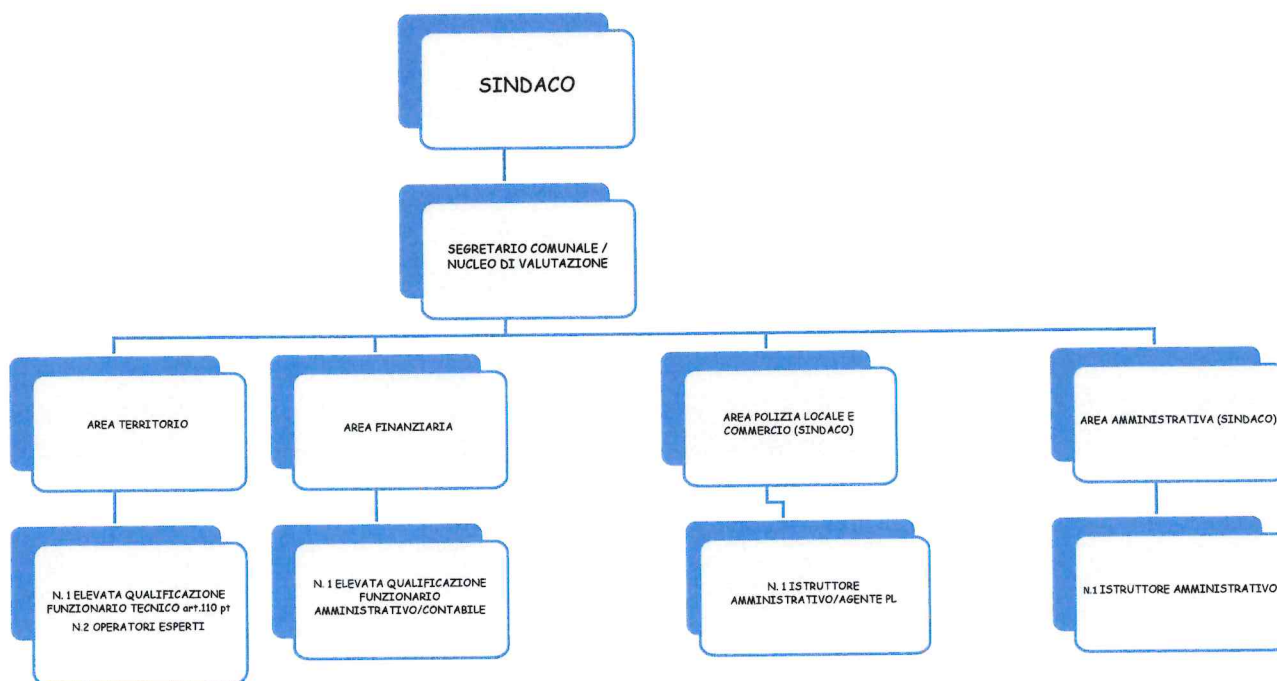 SINDACO
SEGRETARIO COMUNALE /
NUCLEO DI VALUTAZIONE
AREA TERRITORIO
AREA FINANZIARIA
AREA POLIZIA LOCALE E
COMMERCIO (SINDACO)
AREA AMMINISTRATIVA (SINDACO)
N. 1 ELEVATA QUALIFICAZIONE
FUNZIONARIO TECNICO art.110 pt
N.2 OPERATORI ESPERTI
N. 1 ELEVATA QUALIFICAZIONE
FUNZIONARIO
AMMINISTRATIVO/CONTABILE
N. 1 ISTRUTTORE
AMMINISTRATIVO/AGENTE PL
N.1 ISTRUTTORE AMMINISTRATIVO